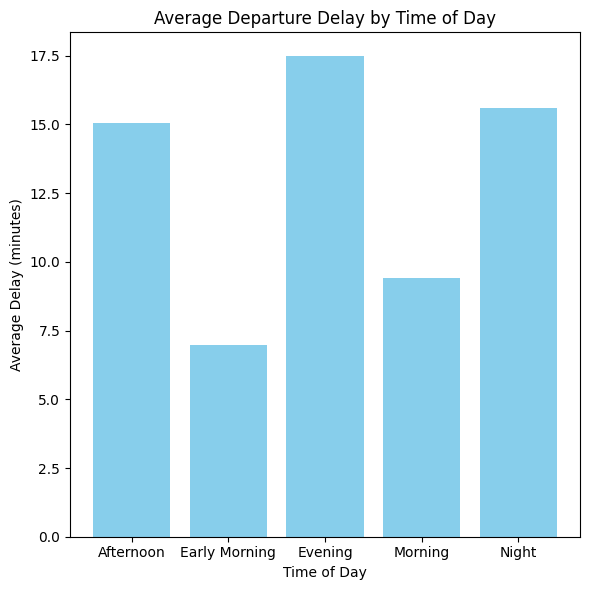 Average Departure Delay by Time of Day
Average Delay (minutes)
17.5
15.0
12.5
10.0
7.5
5.0
2.5
0.0
Afternoon Early Morning Evening Morning Night
Time of Day